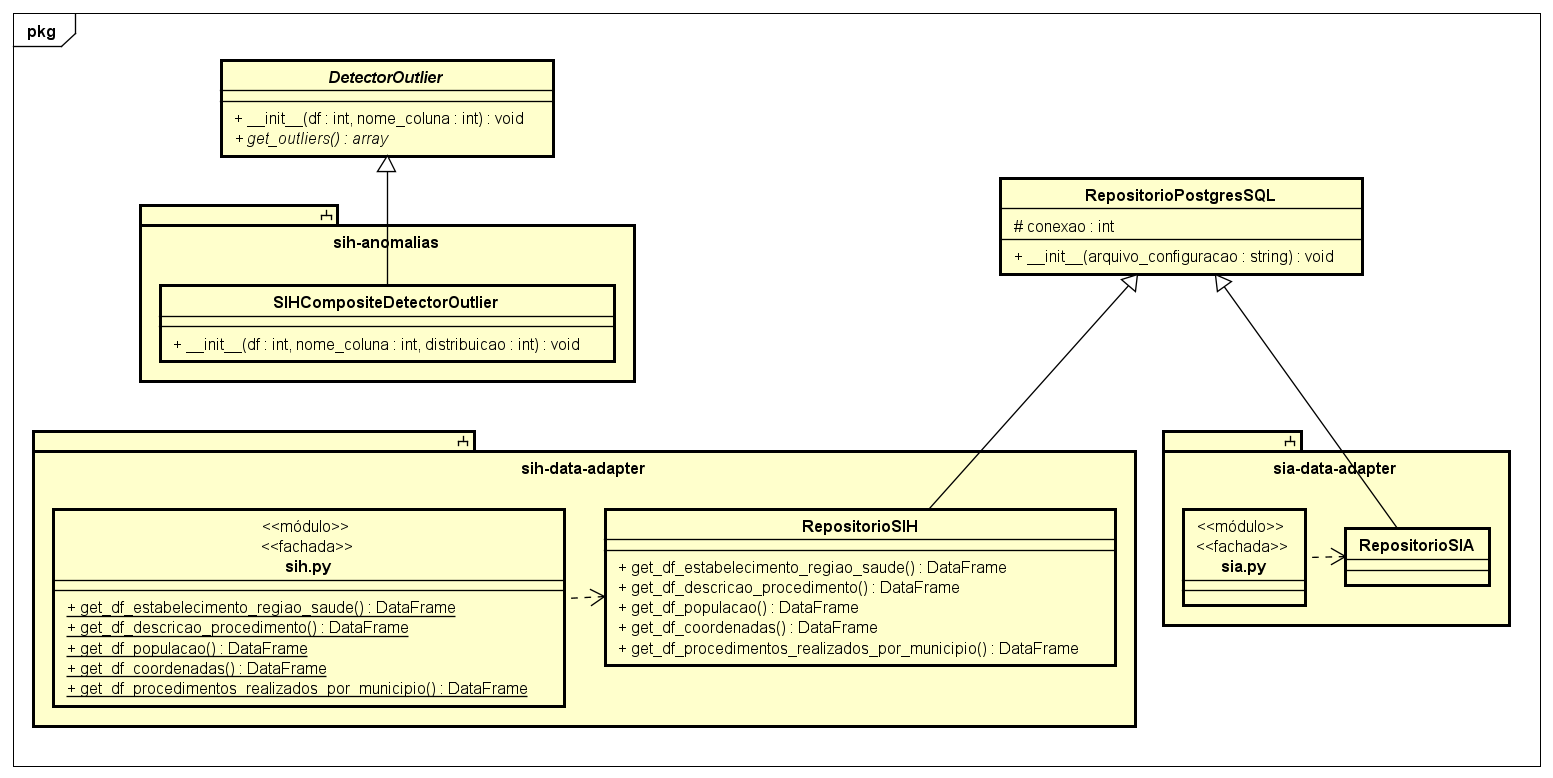 pkg
DetectorOutlier
+ __init__(df : int, nome_coluna : int) : void
+ get_outliers() : array
sih-anomalias
SIHCompositeDetectorOutlier
+ __init__(df : int, nome_coluna : int, distribuicao : int) : void
RepositorioPostgresSQL
# conexao : int
+ __init__(arquivo_configuracao : string) : void
sih-data-adapter
<<módulo>>
<<fachada>>
sih.py
+ get_df_estabelecimento_regiao_saude() : DataFrame
+ get_df_descricao_procedimento() : DataFrame
+ get_df_populacao() : DataFrame
+ get_df_coordenadas() : DataFrame
+ get_df_procedimentos_realizados_por_municipio() : DataFrame
RepositorioSIH
+ get_df_estabelecimento_regiao_saude() : DataFrame
+ get_df_descricao_procedimento() : DataFrame
+ get_df_populacao() : DataFrame
+ get_df_coordenadas() : DataFrame
+ get_df_procedimentos_realizados_por_municipio() : DataFrame
sia-data-adapter
<<módulo>>
<<fachada>>
sia.py
RepositorioSIA